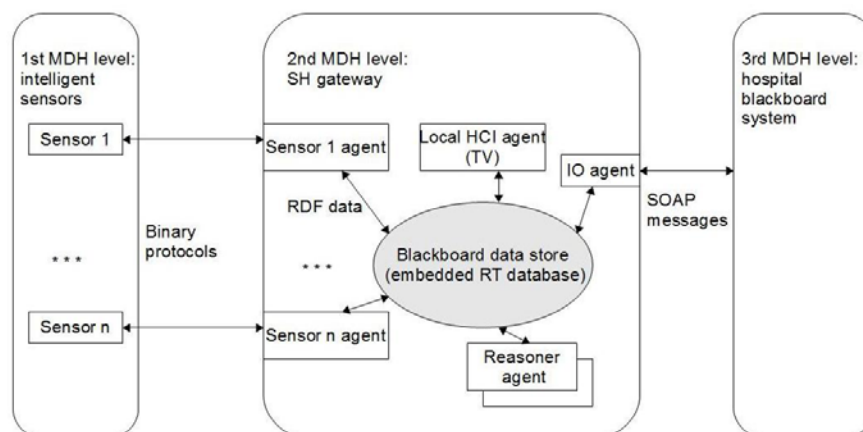 1st MDH level:
intelligent
sensors
Sensor 1
* * *
Sensor n
Binary
protocols
2nd MDH level:
SH gateway
Sensor 1 agent
RDF data
* * *
Sensor n agent
Local HCI agent
(TV)
IO agent
Blackboard data store
(embedded RT database)
Reasoner
agent
SOAP
messages
3rd MDH level:
hospital
blackboard
system